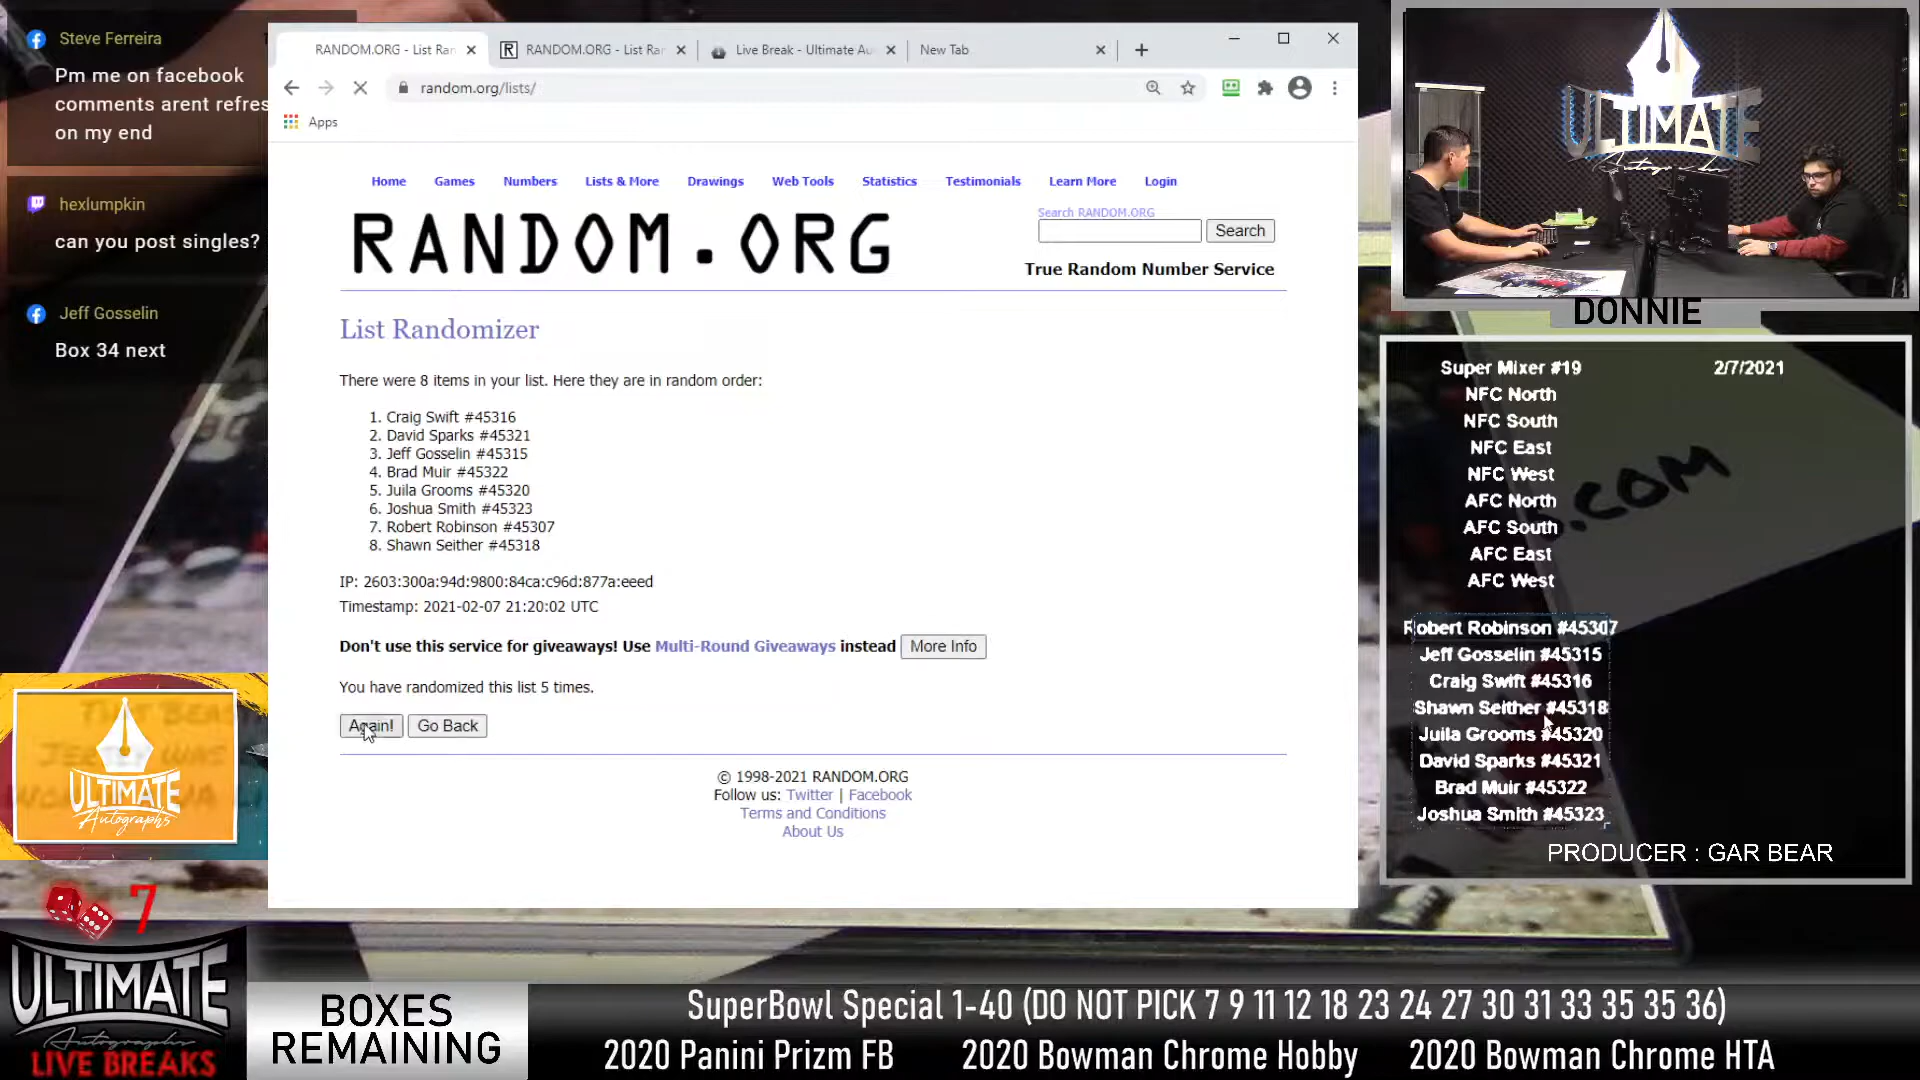 Steve Ferreira
Pm me on facebook
comments arent refres
on my end
hexlumpkin
can you post singles?
Jeff Gosselin
Box 34 next
RANDOM.ORG - List Ran
RANDOM.ORG - List Ran
Live Break - Ultimate Au
New Tab
random.org/lists/
Apps
Home Games Numbers Lists & More Drawings Web Tools Statistics Testimonials Learn More Login
RANDOM.ORG
Search RANDOM.ORG
Search
True Random Number Service
List Randomizer
There were 8 items in your list. Here they are in random order:
1. Craig Swift #45316
2. David Sparks #45321
3. Jeff Gosselin #45315
4. Brad Muir #45322
5. Juila Grooms #45320
6. Joshua Smith #45323
7. Robert Robinson #45307
8. Shawn Seither #45318
IP: 2603:300a:94d:9800:84ca:c96d:877a:eeed
Timestamp: 2021-02-07 21:20:02 UTC
Don't use this service for giveaways! Use Multi-Round Giveaways instead More Info
You have randomized this list 5 times.
Again! Go Back
© 1998-2021 RANDOM.ORG
Follow us: Twitter | Facebook
Terms and Conditions
About Us
ULTIMATE
Autographs
DONNIE
Super Mixer #19 2/7/2021
NFC North
NFC South
NFC East
NFC West
AFC North
AFC South
AFC East
AFC West
.COM
Robert Robinson #45307
Jeff Gosselin #45315
Craig Swift #45316
Shawn Seither #45318
Juila Grooms #45320
David Sparks #45321
Brad Muir #45322
Joshua Smith #45323
PRODUCER : GAR BEAR
ULTIMATE
Autographs
7
ULTIMATE
Autographs
LIVE BREAKS
BOXES
REMAINING
SuperBowl Special 1-40 (DO NOT PICK 7 9 11 12 18 23 24 27 30 31 33 35 35 36)
2020 Panini Prizm FB 2020 Bowman Chrome Hobby 2020 Bowman Chrome HTA